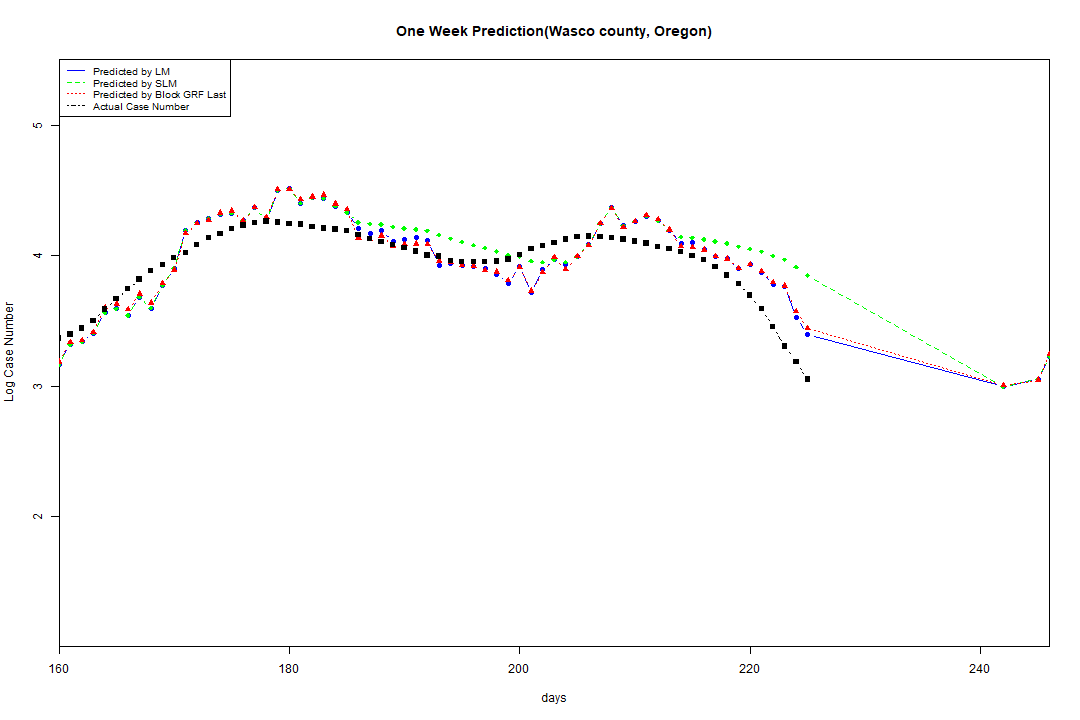 One Week Prediction(Wasco county, Oregon)
Predicted by LM
Predicted by SLM
Predicted by Block GRF Last
Actual Case Number
5
4
3
2
Log Case Number
160 180 200 220 240
days